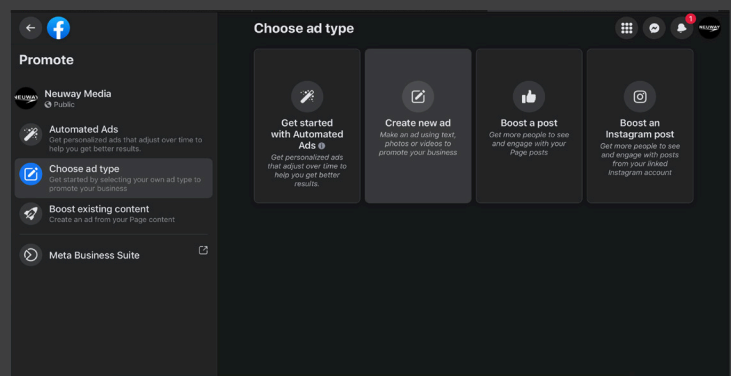 Promote
NEUWAY
Neuway Media
Public
Automated Ads
Get personalized ads that adjust over time to
help you get better results.
Choose ad type
Get started by selecting your own ad type to
promote your business
Boost existing content
Create an ad from your Page content
Meta Business Suite
Choose ad type
1
NEUWAY
Get started
with Automated
Ads
Get personalized ads
that adjust over time to
help you get better
results.
Create new ad
Make an ad using text,
photos or videos to
promote your business
Boost a post
Get more people to see
and engage with your
Page posts
Boost an
Instagram post
Get more people to see
and engage with posts
from your linked
Instagram account